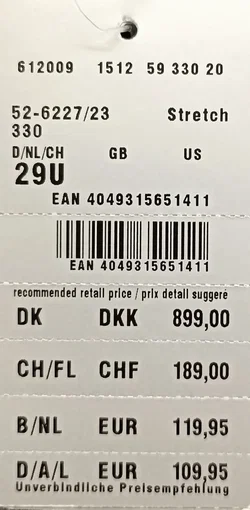 612009 1512 59 330 20
52-6227/23 Stretch
330
D/NL/CH GB US
29U
EAN 4049315651411
EAN 4049315651411
recommended retail price / prix detail suggeré
DK DKK 899,00
CH/FL CHF 189,00
B/NL EUR 119,95
D/A/L EUR 109,95
Unverbindliche Preisempfehlung